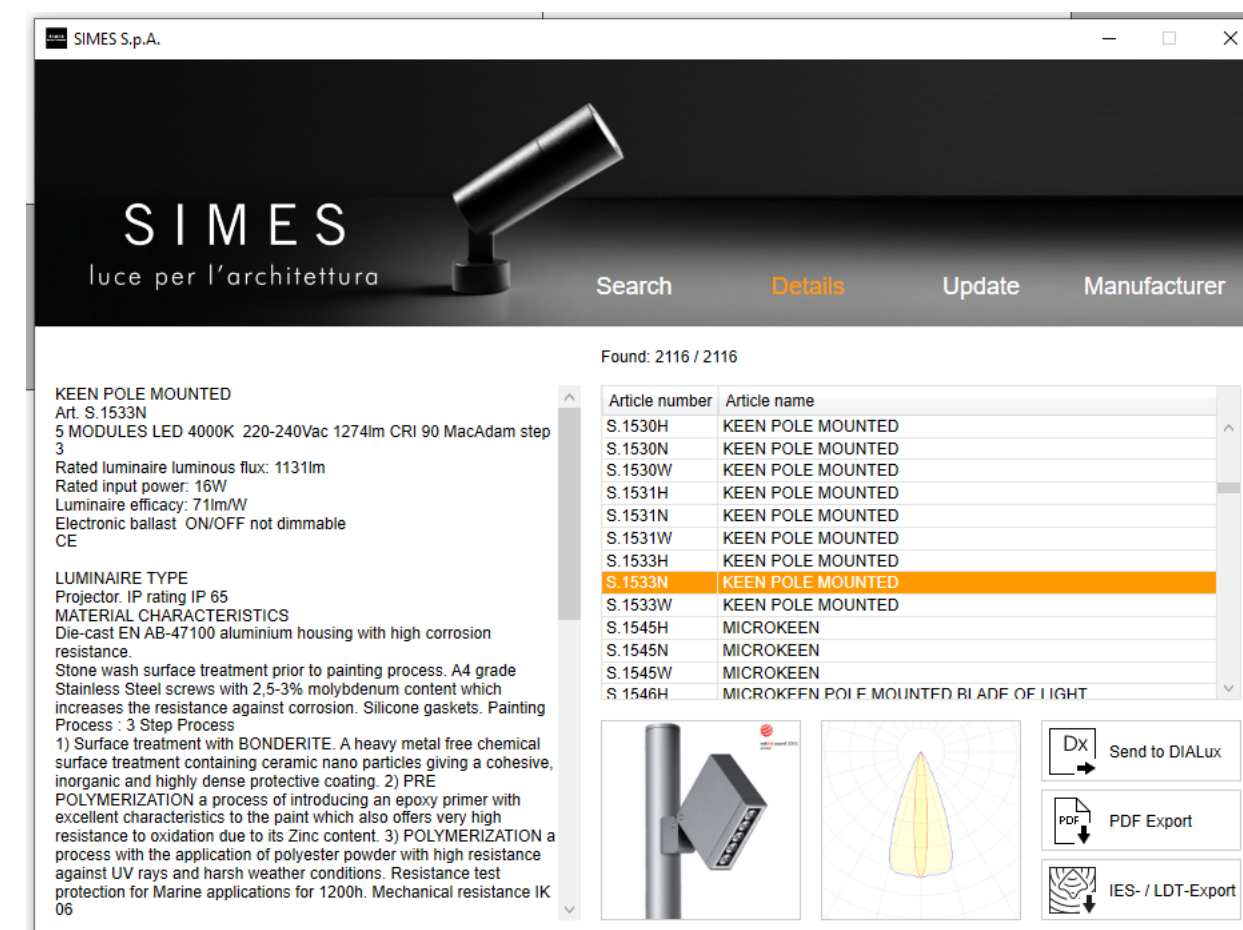 SIMES S.p.A.
SIMES
luce per l'architettura
Search
Details
Update
Manufacturer
Found: 2116 / 2116
KEEN POLE MOUNTED
Art. S.1533N
5 MODULES LED 4000K 220-240Vac 1274lm CRI 90 MacAdam step
3
Rated luminaire luminous flux: 1131lm
Rated input power: 16W
Luminaire efficacy: 71lm/W
Electronic ballast ON/OFF not dimmable
CE
LUMINAIRE TYPE
Projector. IP rating IP 65
MATERIAL CHARACTERISTICS
Die-cast EN AB-47100 aluminium housing with high corrosion
resistance.
Stone wash surface treatment prior to painting process. A4 grade
Stainless Steel screws with 2,5-3% molybdenum content which
increases the resistance against corrosion. Silicone gaskets. Painting
Process : 3 Step Process
1) Surface treatment with BONDERITE. A heavy metal free chemical
surface treatment containing ceramic nano particles giving a cohesive,
inorganic and highly dense protective coating. 2) PRE
POLYMERIZATION a process of introducing an epoxy primer with
excellent characteristics to the paint which also offers very high
resistance to oxidation due to its Zinc content. 3) POLYMERIZATION a
process with the application of polyester powder with high resistance
against UV rays and harsh weather conditions. Resistance test
protection for Marine applications for 1200h. Mechanical resistance IK
06
Article number Article name
S.1530H KEEN POLE MOUNTED
S.1530N KEEN POLE MOUNTED
S.1530W KEEN POLE MOUNTED
S.1531H KEEN POLE MOUNTED
S.1531N KEEN POLE MOUNTED
S.1531W KEEN POLE MOUNTED
S.1533H KEEN POLE MOUNTED
S.1533N KEEN POLE MOUNTED
S.1533W KEEN POLE MOUNTED
S.1545H MICROKEEN
S.1545N MICROKEEN
S.1545W MICROKEEN
S.1546H MICROKEEN POLE MOUNTED BLADE OF LIGHT
Dx Send to DIALux
PDF PDF Export
IES- / LDT-Export